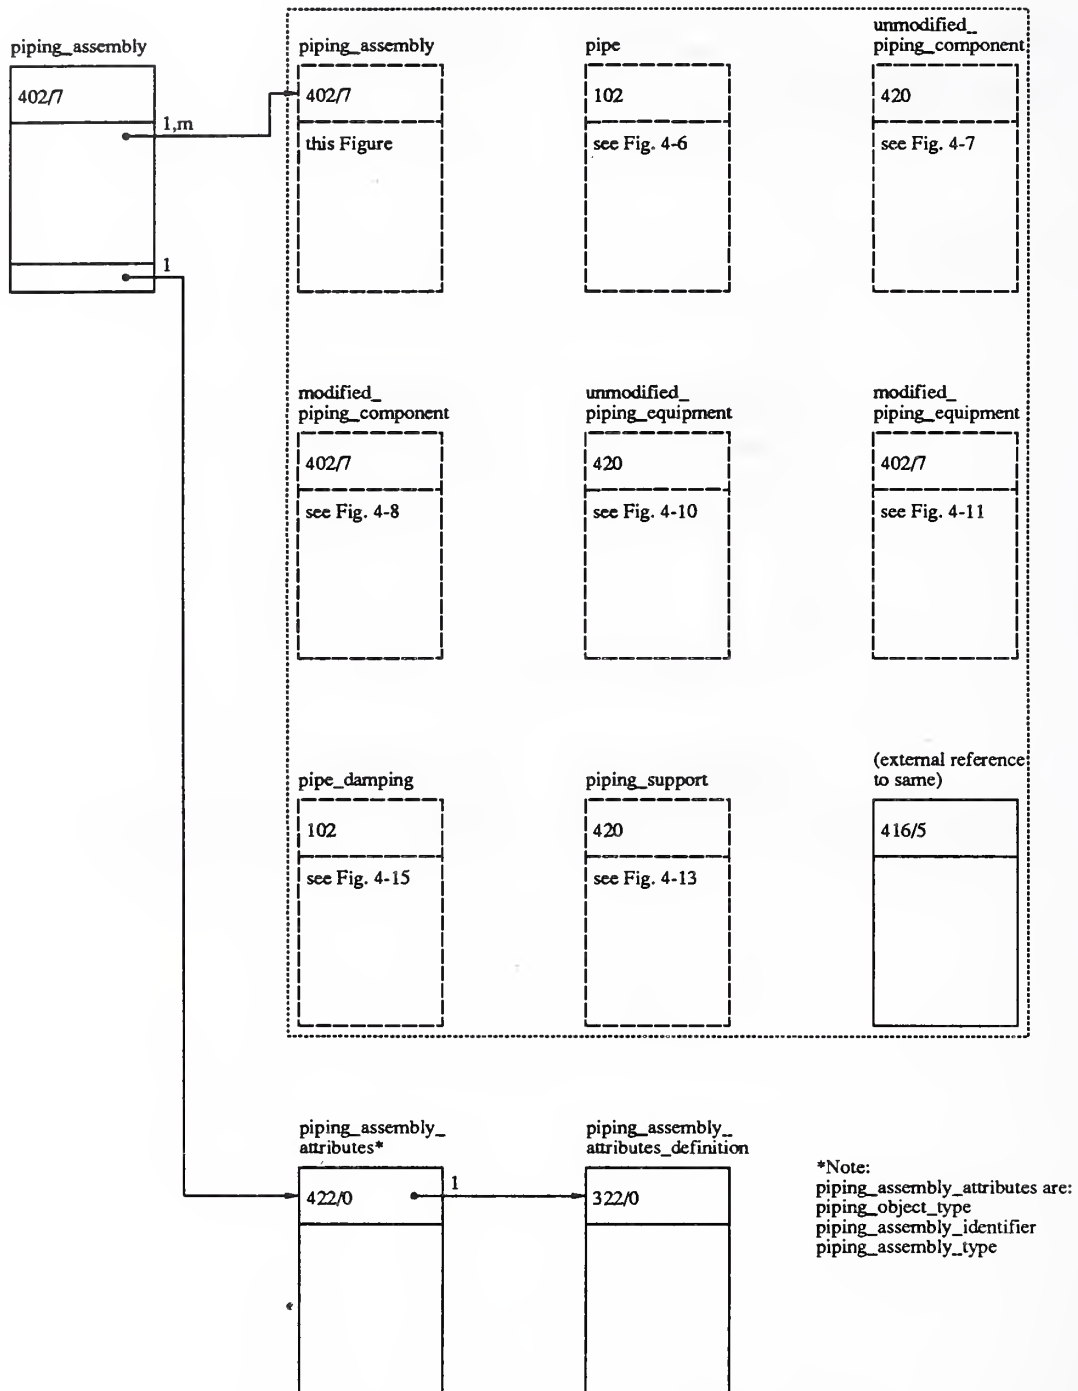 piping_assembly
402/7
1,m
1
piping_assembly
402/7
this Figure
pipe
102
see Fig. 4-6
unmodified_
piping_component
420
see Fig. 4-7
modified_
piping_component
402/7
see Fig. 4-8
unmodified_
piping_equipment
420
see Fig. 4-10
modified_
piping_equipment
402/7
see Fig. 4-11
pipe_damping
102
see Fig. 4-15
piping_support
420
see Fig. 4-13
(external reference
to same)
416/5
piping_assembly_
attributes*
422/0
1
piping_assembly_
attributes_definition
322/0
*Note:
piping_assembly_attributes are:
piping_object_type
piping_assembly_identifier
piping_assembly_type